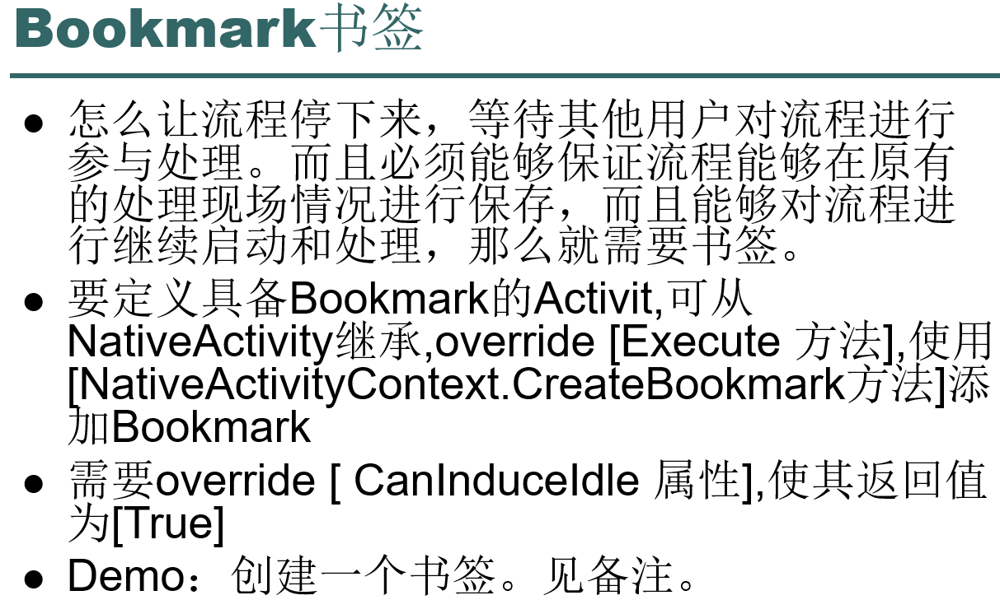 Bookmark书签
● 怎么让流程停下来，等待其他用户对流程进行
参与处理。而且必须能够保证流程能够在原有
的处理现场情况进行保存，而且能够对流程进
行继续启动和处理，那么就需要书签。
● 要定义具备Bookmark的Activit,可从
NativeActivity继承,override [Execute 方法],使用
[NativeActivityContext.CreateBookmark方法]添
加Bookmark
● 需要override [ CanInduceIdle 属性],使其返回值
为[True]
● Demo：创建一个书签。见备注。